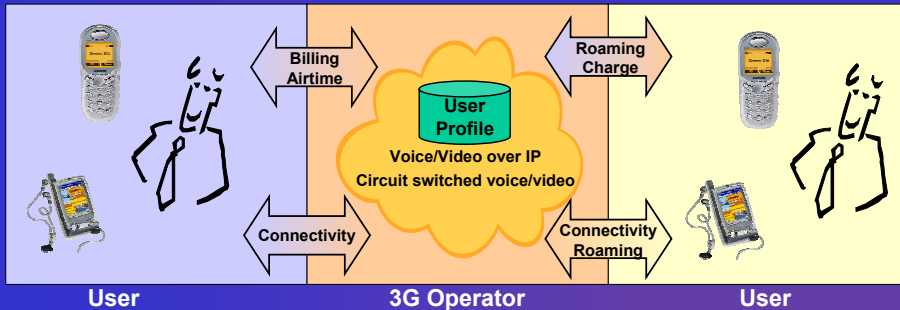 Billing
Airtime
Roaming
Charge
User
Profile
Voice/Video over IP
Circuit switched voice/video
Connectivity
Connectivity
Roaming
User
3G Operator
User